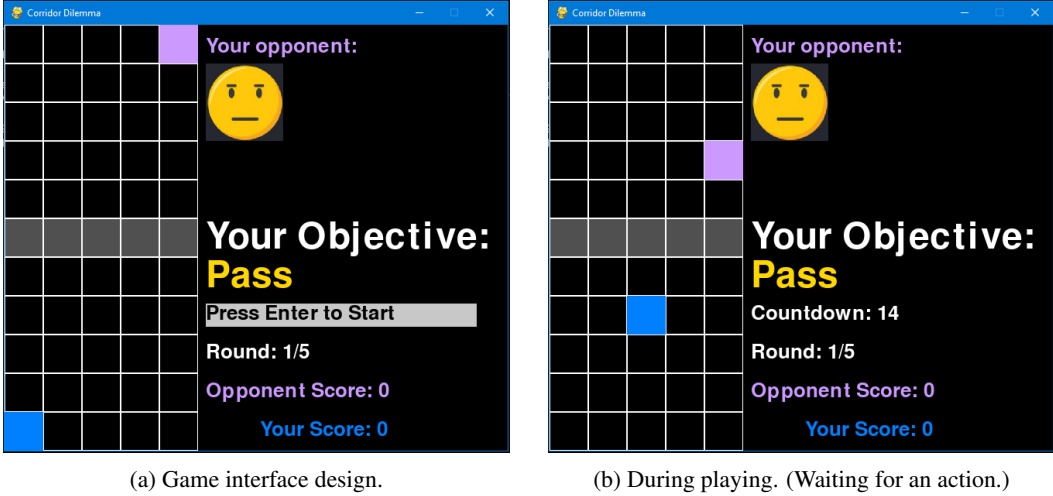 Corridor Dilemma
Your opponent:
Your Objective:
Pass
Press Enter to Start
Round: 1/5
Opponent Score: 0
Your Score: 0
(a) Game interface design.
Corridor Dilemma
Your opponent:
Your Objective:
Pass
Countdown: 14
Round: 1/5
Opponent Score: 0
Your Score: 0
(b) During playing. (Waiting for an action.)